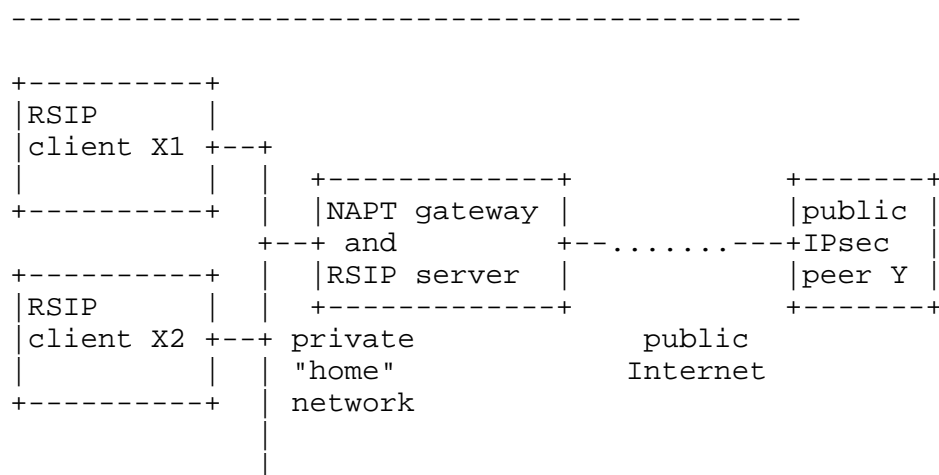 ---------------------------------------------
+----------+
|RSIP      |
|client X1 +--+
|          |  |  +-------------+            +-------+
+----------+  |  |NAPT gateway |            |public |
              +--+ and         +--.......---+IPsec  |
+----------+  |  |RSIP server  |            |peer Y |
|RSIP      |  |  +-------------+            +-------+
|client X2 +--+ private             public
|          |  | "home"             Internet
+----------+  | network
              |
              |